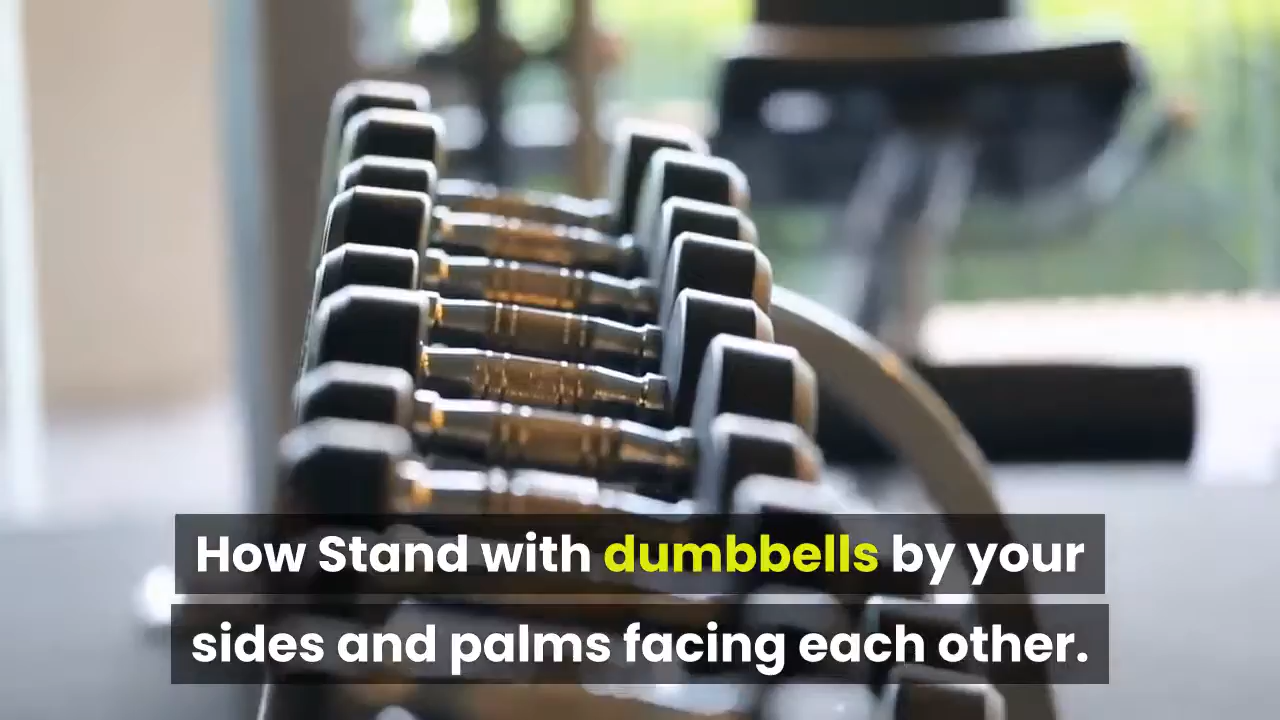 How Stand with dumbbells by your
sides and palms facing each other.